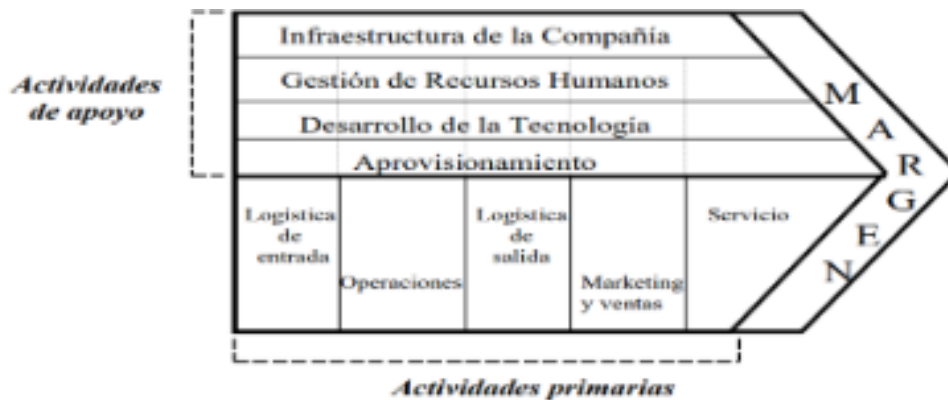 Infraestructura de la Compañía
Gestión de Recursos Humanos
Desarrollo de la Tecnología
Aprovisionamiento
Actividades
de apoyo
Logística
de
entrada
Operaciones
Logística
de
salida
Marketing
y ventas
Servicio
MARGEN
Actividades primarias